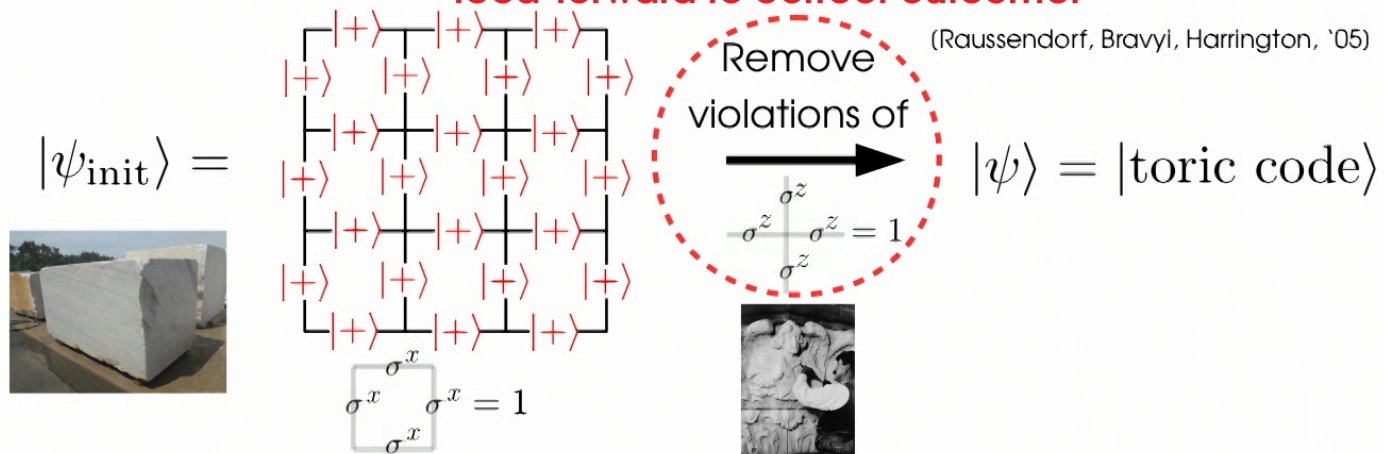 (Raussendorf, Bravyi, Harrington, `05)
|ψ_init⟩ =
|+⟩ |+⟩ |+⟩
|+⟩ |+⟩ |+⟩ |+⟩
|+⟩ |+⟩ |+⟩
|+⟩ |+⟩ |+⟩ |+⟩
|+⟩ |+⟩ |+⟩
|+⟩ |+⟩ |+⟩ |+⟩
|+⟩ |+⟩ |+⟩
σ^x
σ^x σ^x = 1
σ^x
Remove
violations of
σ^z
σ^z σ^z = 1
σ^z
|ψ⟩ = |toric code⟩